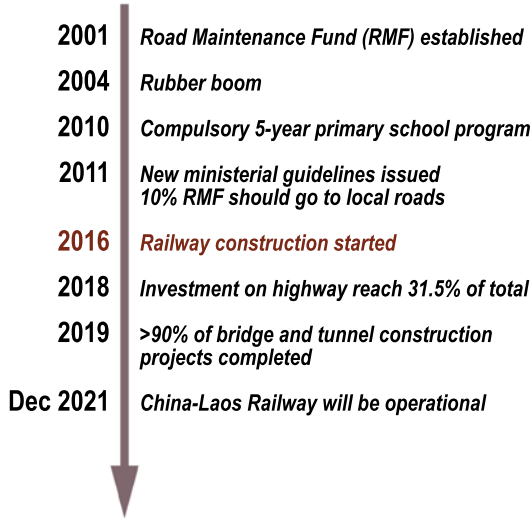 2001 Road Maintenance Fund (RMF) established
2004 Rubber boom
2010 Compulsory 5-year primary school program
2011 New ministerial guidelines issued
10% RMF should go to local roads
2016 Railway construction started
2018 Investment on highway reach 31.5% of total
2019 >90% of bridge and tunnel construction
projects completed
Dec 2021 China-Laos Railway will be operational